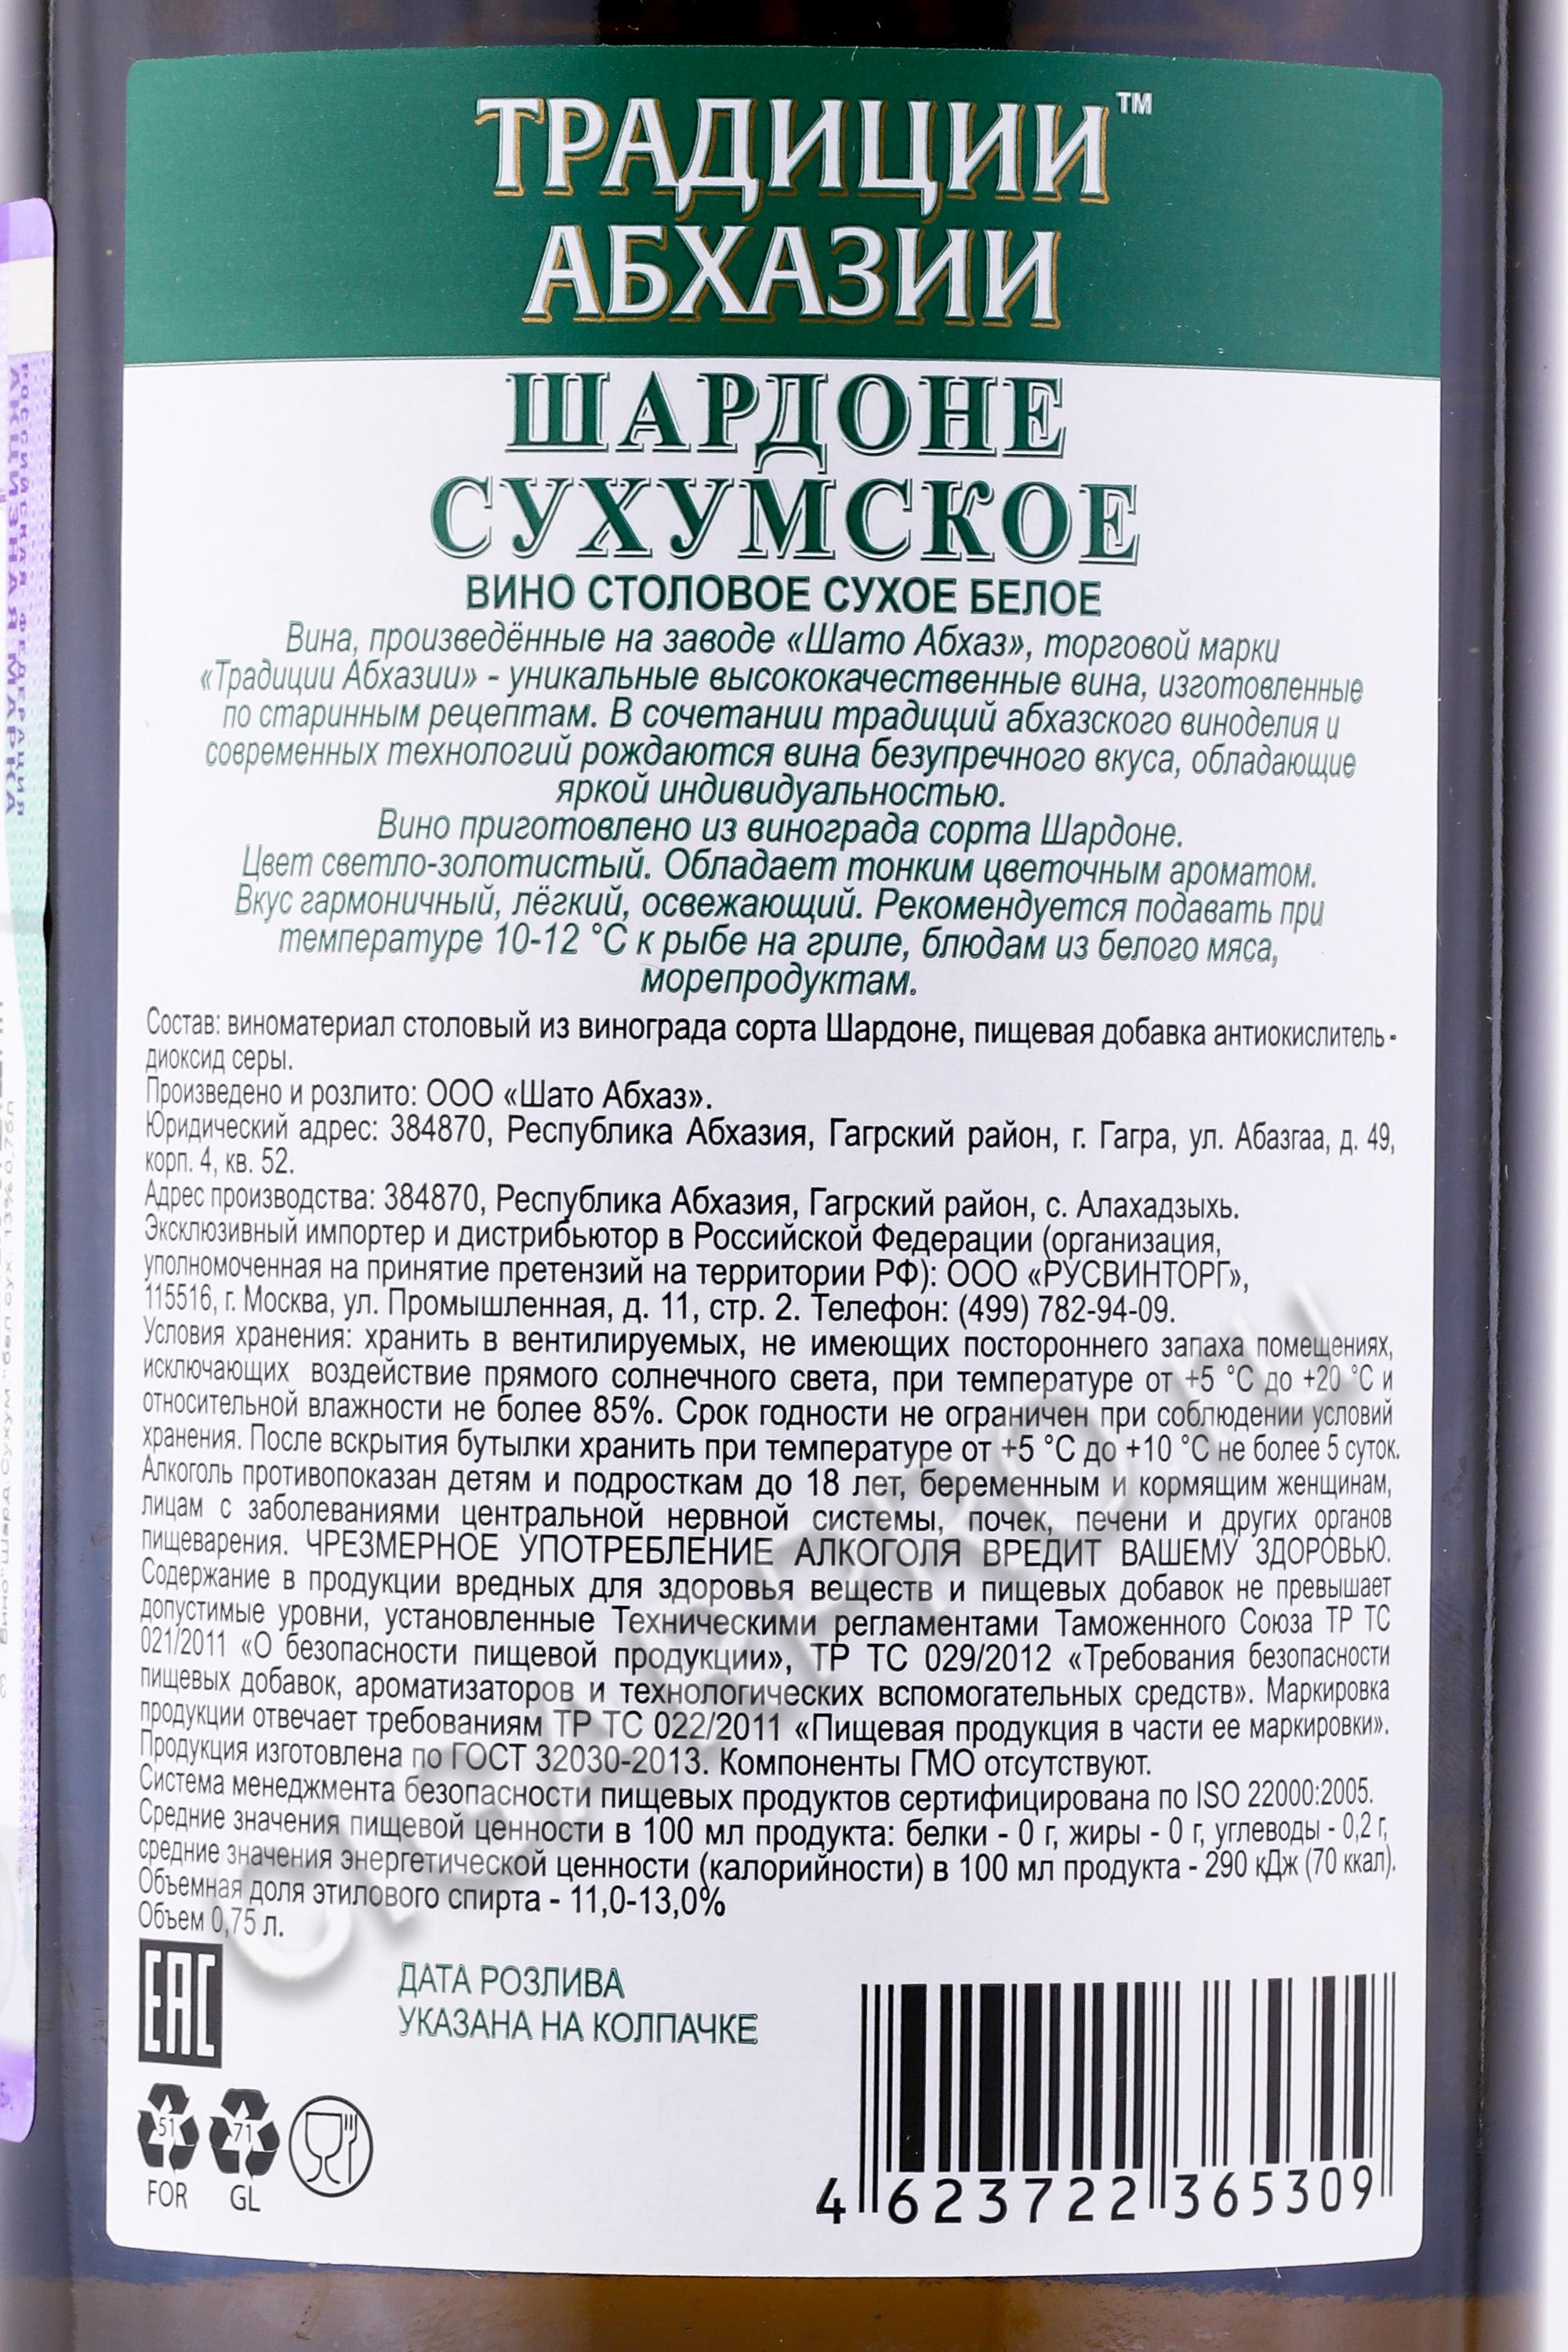 ТРАДИЦИИ™
АБХАЗИИ
ШАРДОНЕ
СУХУМСКОЕ
ВИНО СТОЛОВОЕ СУХОЕ БЕЛОЕ
Вина, произведённые на заводе «Шато Абхаз», торговой марки
«Традиции Абхазии» - уникальные высококачественные вина, изготовленные
по старинным рецептам. В сочетании традиций абхазского виноделия и
современных технологий рождаются вина безупречного вкуса, обладающие
яркой индивидуальностью.
Вино приготовлено из винограда сорта Шардоне.
Цвет светло-золотистый. Обладает тонким цветочным ароматом.
Вкус гармоничный, лёгкий, освежающий. Рекомендуется подавать при
температуре 10-12 °С к рыбе на гриле, блюдам из белого мяса,
морепродуктам.
Состав: виноматериал столовый из винограда сорта Шардоне, пищевая добавка антиокислитель -
диоксид серы.
Произведено и розлито: ООО «Шато Абхаз».
Юридический адрес: 384870, Республика Абхазия, Гагрский район, г. Гагра, ул. Абазгаа, д. 49,
корп. 4, кв. 52.
Адрес производства: 384870, Республика Абхазия, Гагрский район, с. Алахадзыхь.
Эксклюзивный импортер и дистрибьютор в Российской Федерации (организация,
уполномоченная на принятие претензий на территории РФ): ООО «РУСВИНТОРГ»,
115516, г. Москва, ул. Промышленная, д. 11, стр. 2. Телефон: (499) 782-94-09.
Условия хранения: хранить в вентилируемых, не имеющих постороннего запаха помещениях,
исключающих воздействие прямого солнечного света, при температуре от +5 °С до +20 °С и
относительной влажности не более 85%. Срок годности не ограничен при соблюдении условий
хранения. После вскрытия бутылки хранить при температуре от +5 °С до +10 °С не более 5 суток.
Алкоголь противопоказан детям и подросткам до 18 лет, беременным и кормящим женщинам,
лицам с заболеваниями центральной нервной системы, почек, печени и других органов
пищеварения. ЧРЕЗМЕРНОЕ УПОТРЕБЛЕНИЕ АЛКОГОЛЯ ВРЕДИТ ВАШЕМУ ЗДОРОВЬЮ.
Содержание в продукции вредных для здоровья веществ и пищевых добавок не превышает
допустимые уровни, установленные Техническими регламентами Таможенного Союза ТР ТС
021/2011 «О безопасности пищевой продукции», ТР ТС 029/2012 «Требования безопасности
пищевых добавок, ароматизаторов и технологических вспомогательных средств». Маркировка
продукции отвечает требованиям ТР ТС 022/2011 «Пищевая продукция в части ее маркировки».
Продукция изготовлена по ГОСТ 32030-2013. Компоненты ГМО отсутствуют.
Система менеджмента безопасности пищевых продуктов сертифицирована по ISO 22000:2005.
Средние значения пищевой ценности в 100 мл продукта: белки - 0 г, жиры - 0 г, углеводы - 0,2 г,
средние значения энергетической ценности (калорийности) в 100 мл продукта - 290 кДж (70 ккал).
Объемная доля этилового спирта - 11,0-13,0%
Объем 0,75 л.
EAC
ДАТА РОЗЛИВА
УКАЗАНА НА КОЛПАЧКЕ
51
FOR
71
GL
4 623722 365309
РОССИЙСКАЯ ФЕДЕРАЦИЯ
АКЦИЗНАЯ МАРКА
CIGARPRO.ru